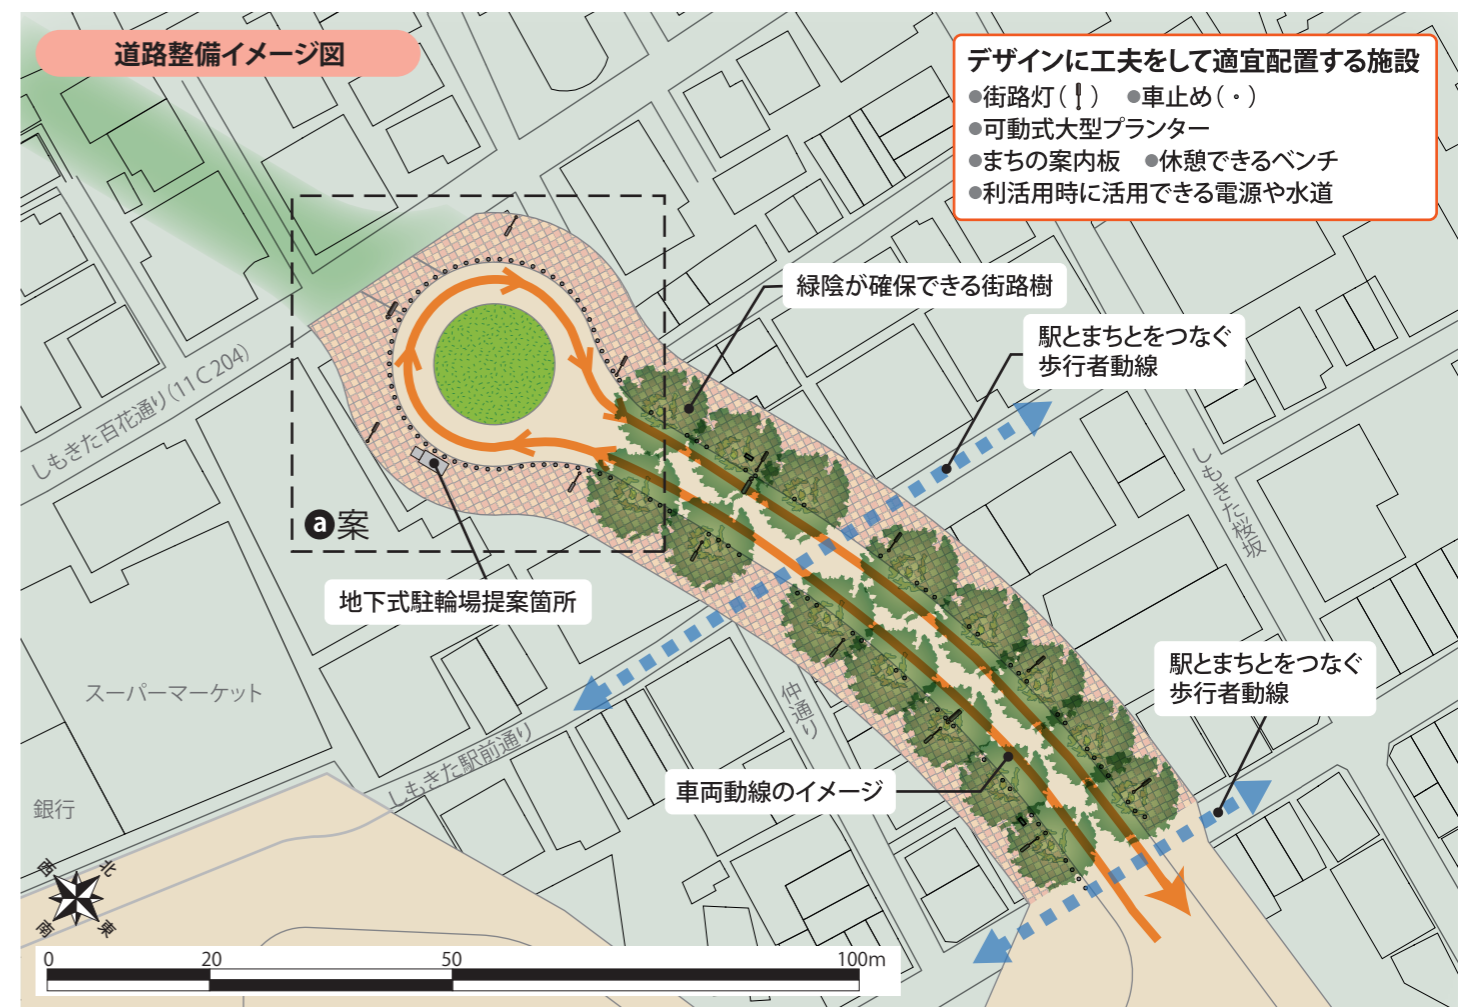 道路整備イメージ図
デザインに工夫をして適宜配置する施設
●街路灯( ) ●車止め(・)
●可動式大型プランター
●まちの案内板 ●休憩できるベンチ
●利活用時に活用できる電源や水道
緑陰が確保できる街路樹
駅とまちとをつなぐ
歩行者動線
しもきた百花通り(11C204)
しもきた桜坂
ⓐ案
地下式駐輪場提案箇所
スーパーマーケット
仲通り
駅とまちとをつなぐ
歩行者動線
しもきた駅前通り
車両動線のイメージ
銀行
西 北
南 東
0 20 50 100m